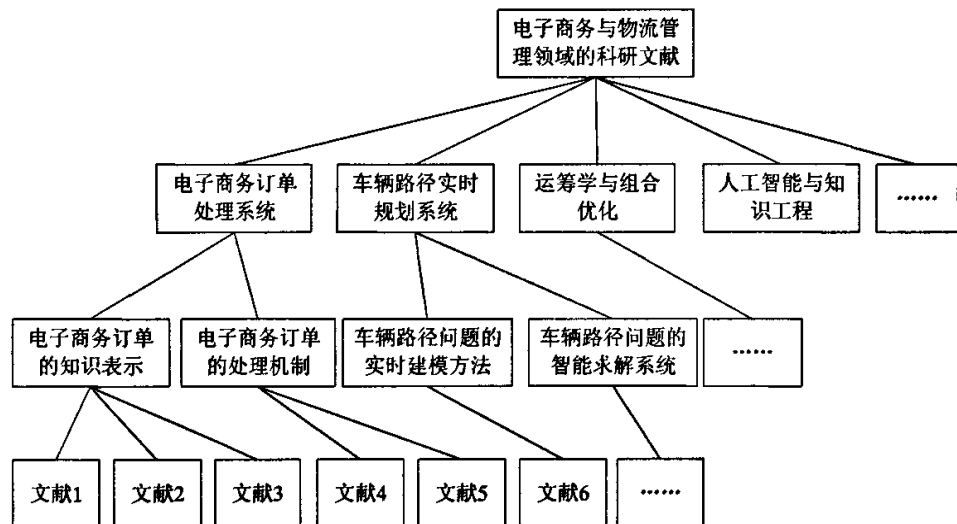 电子商务与物流管
理领域的科研文献
电子商务订单
处理系统
车辆路径实时
规划系统
运筹学与组合
优化
人工智能与知
识工程
……
电子商务订单
的知识表示
电子商务订单
的处理机制
车辆路径问题的
实时建模方法
车辆路径问题的
智能求解系统
……
文献1
文献2
文献3
文献4
文献5
文献6
……